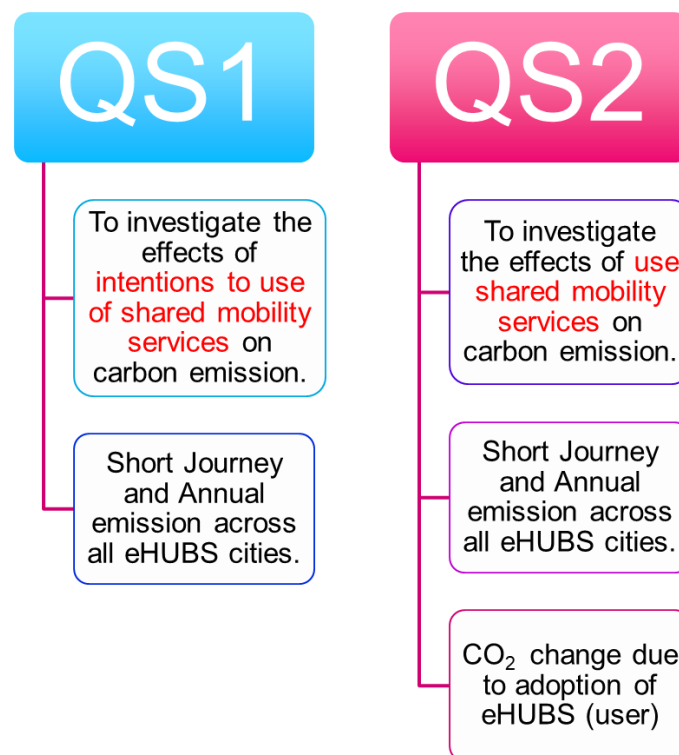 QS1
To investigate the
effects of
intentions to use
of shared mobility
services on
carbon emission.
Short Journey
and Annual
emission across
all eHUBS cities.
QS2
To investigate
the effects of use
shared mobility
services on
carbon emission.
Short Journey
and Annual
emission across
all eHUBS cities.
CO₂ change due
to adoption of
eHUBS (user)